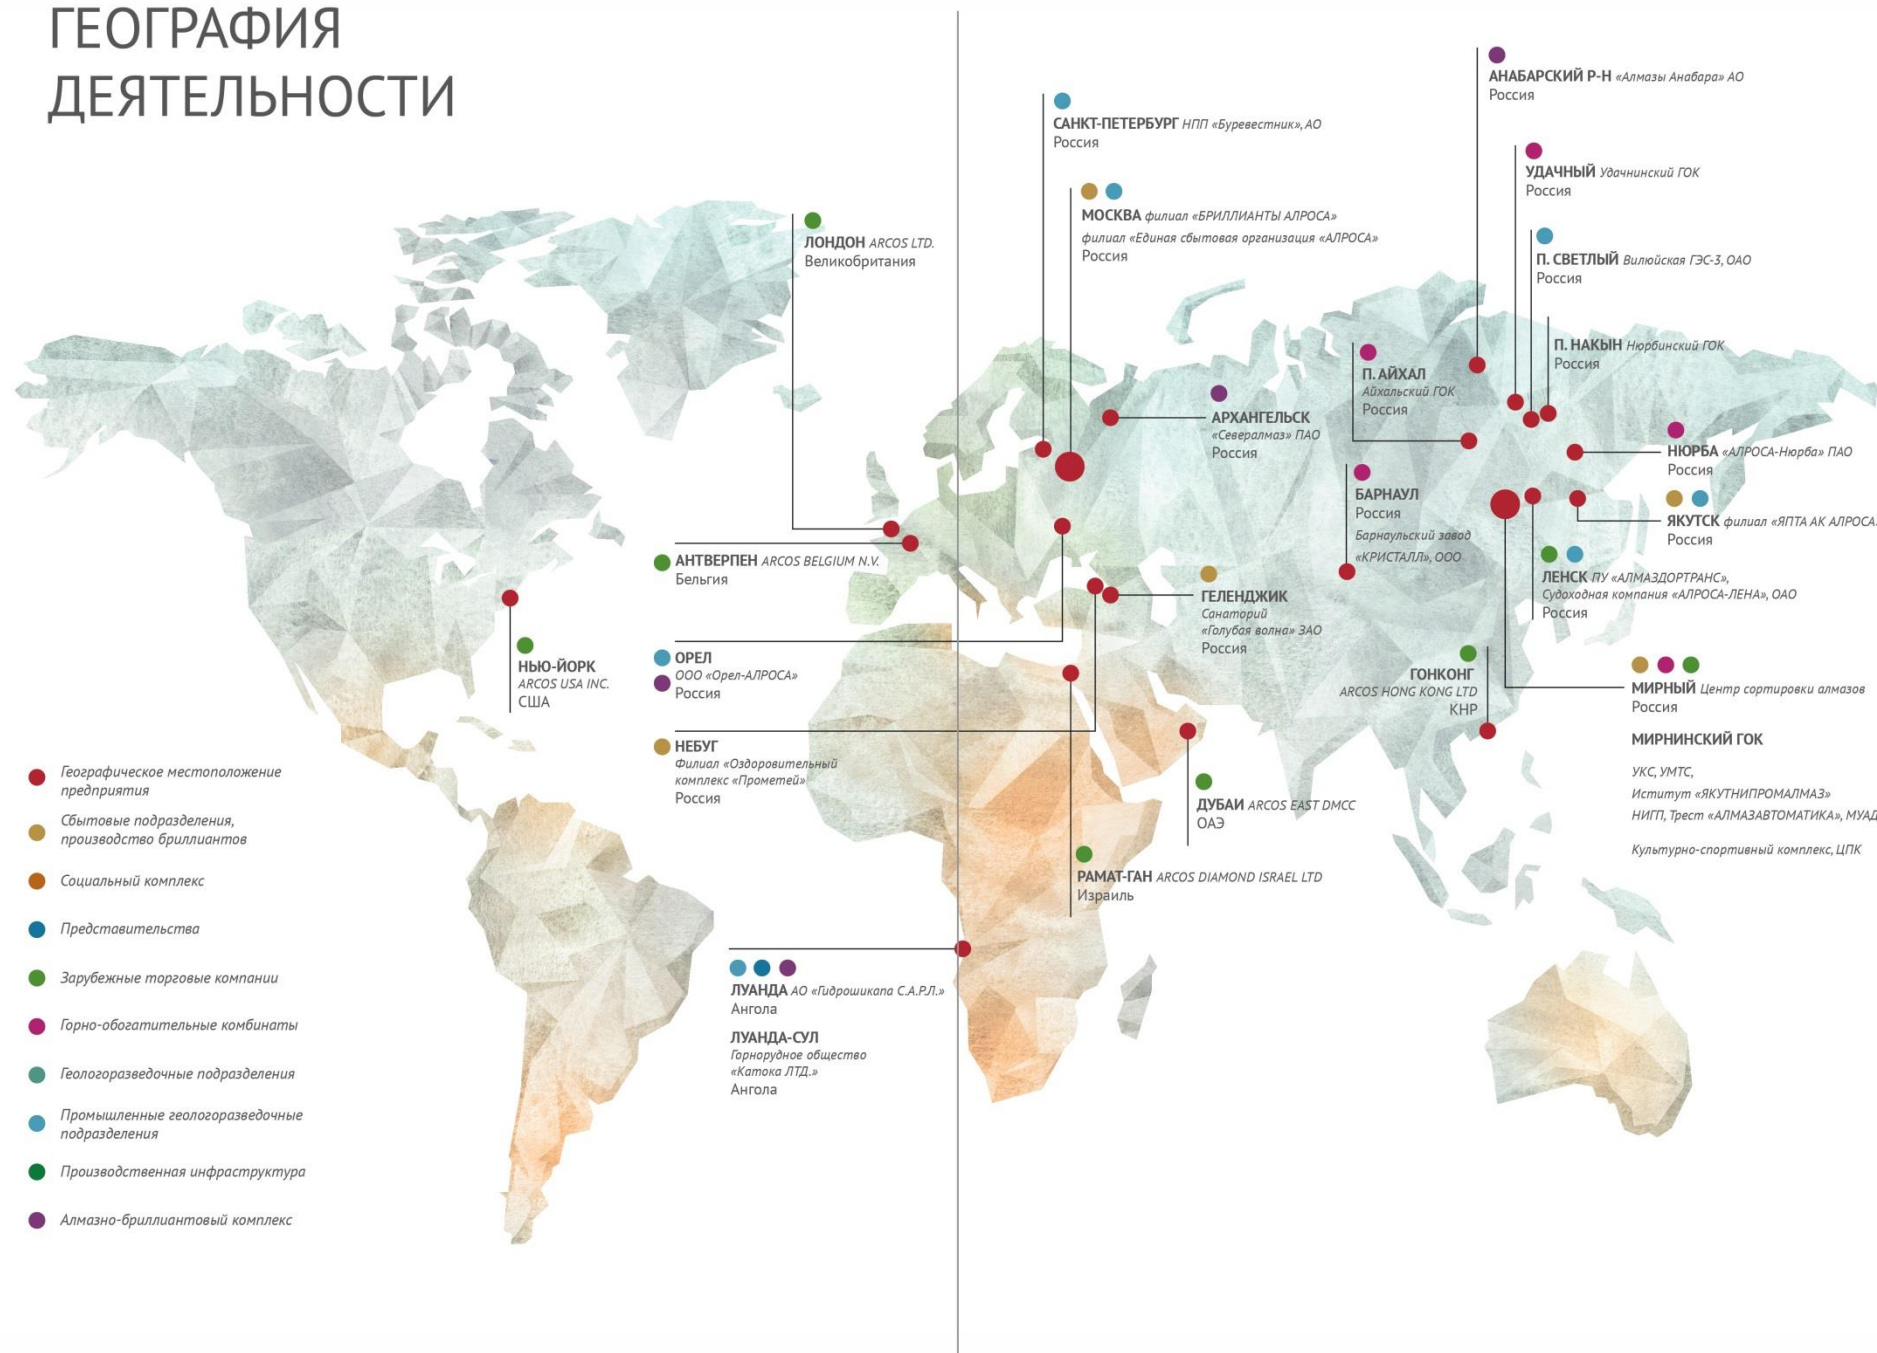 ГЕОГРАФИЯ
ДЕЯТЕЛЬНОСТИ
АНАБАРСКИЙ Р-Н «Алмазы Анабара» АО
Россия
САНКТ-ПЕТЕРБУРГ НПП «Буревестник», АО
Россия
УДАЧНЫЙ Удачнинский ГОК
Россия
МОСКВА филиал «БРИЛЛИАНТЫ АЛРОСА»
филиал «Единая сбытовая организация «АЛРОСА»
Россия
ЛОНДОН ARCOS LTD.
Великобритания
П. СВЕТЛЫЙ Вилюйская ГЭС-3, ОАО
Россия
П. НАКЫН Нюрбинский ГОК
Россия
П. АЙХАЛ
Айхальский ГОК
Россия
АРХАНГЕЛЬСК
«Севералмаз» ПАО
Россия
НЮРБА «АЛРОСА-Нюрба» ПАО
Россия
БАРНАУЛ
Россия
Барнаульский завод
«КРИСТАЛЛ», ООО
ЯКУТСК филиал «ЯПТА АК АЛРОСА
Россия
АНТВЕРПЕН ARCOS BELGIUM N.V.
Бельгия
ЛЕНСК ПУ «АЛМАЗДОРТРАНС»,
Судоходная компания «АЛРОСА-ЛЕНА», ОАО
Россия
ГЕЛЕНДЖИК
Санаторий
«Голубая волна» ЗАО
Россия
НЬЮ-ЙОРК
ARCOS USA INC.
США
ОРЕЛ
ООО «Орел-АЛРОСА»
Россия
ГОНКОНГ
ARCOS HONG KONG LTD
КНР
МИРНЫЙ Центр сортировки алмазов
Россия
МИРНИНСКИЙ ГОК
УКС, УМТС,
Иститут «ЯКУТНИПРОМАЛМАЗ»
НИГП, Трест «АЛМАЗАВТОМАТИКА», МУАД
Культурно-спортивный комплекс, ЦПК
НЕБУГ
Филиал «Оздоровительный
комплекс «Прометей»
Россия
ДУБАИ ARCOS EAST DMCC
ОАЭ
РАМАТ-ГАН ARCOS DIAMOND ISRAEL LTD
Израиль
ЛУАНДА АО «Гидрошикапа С.А.Р.Л.»
Ангола
ЛУАНДА-СУЛ
Горнорудное общество
«Катока ЛТД.»
Ангола
Географическое местоположение
предприятия
Сбытовые подразделения,
производство бриллиантов
Социальный комплекс
Представительства
Зарубежные торговые компании
Горно-обогатительные комбинаты
Геологоразведочные подразделения
Промышленные геологоразведочные
подразделения
Производственная инфраструктура
Алмазно-бриллиантовый комплекс